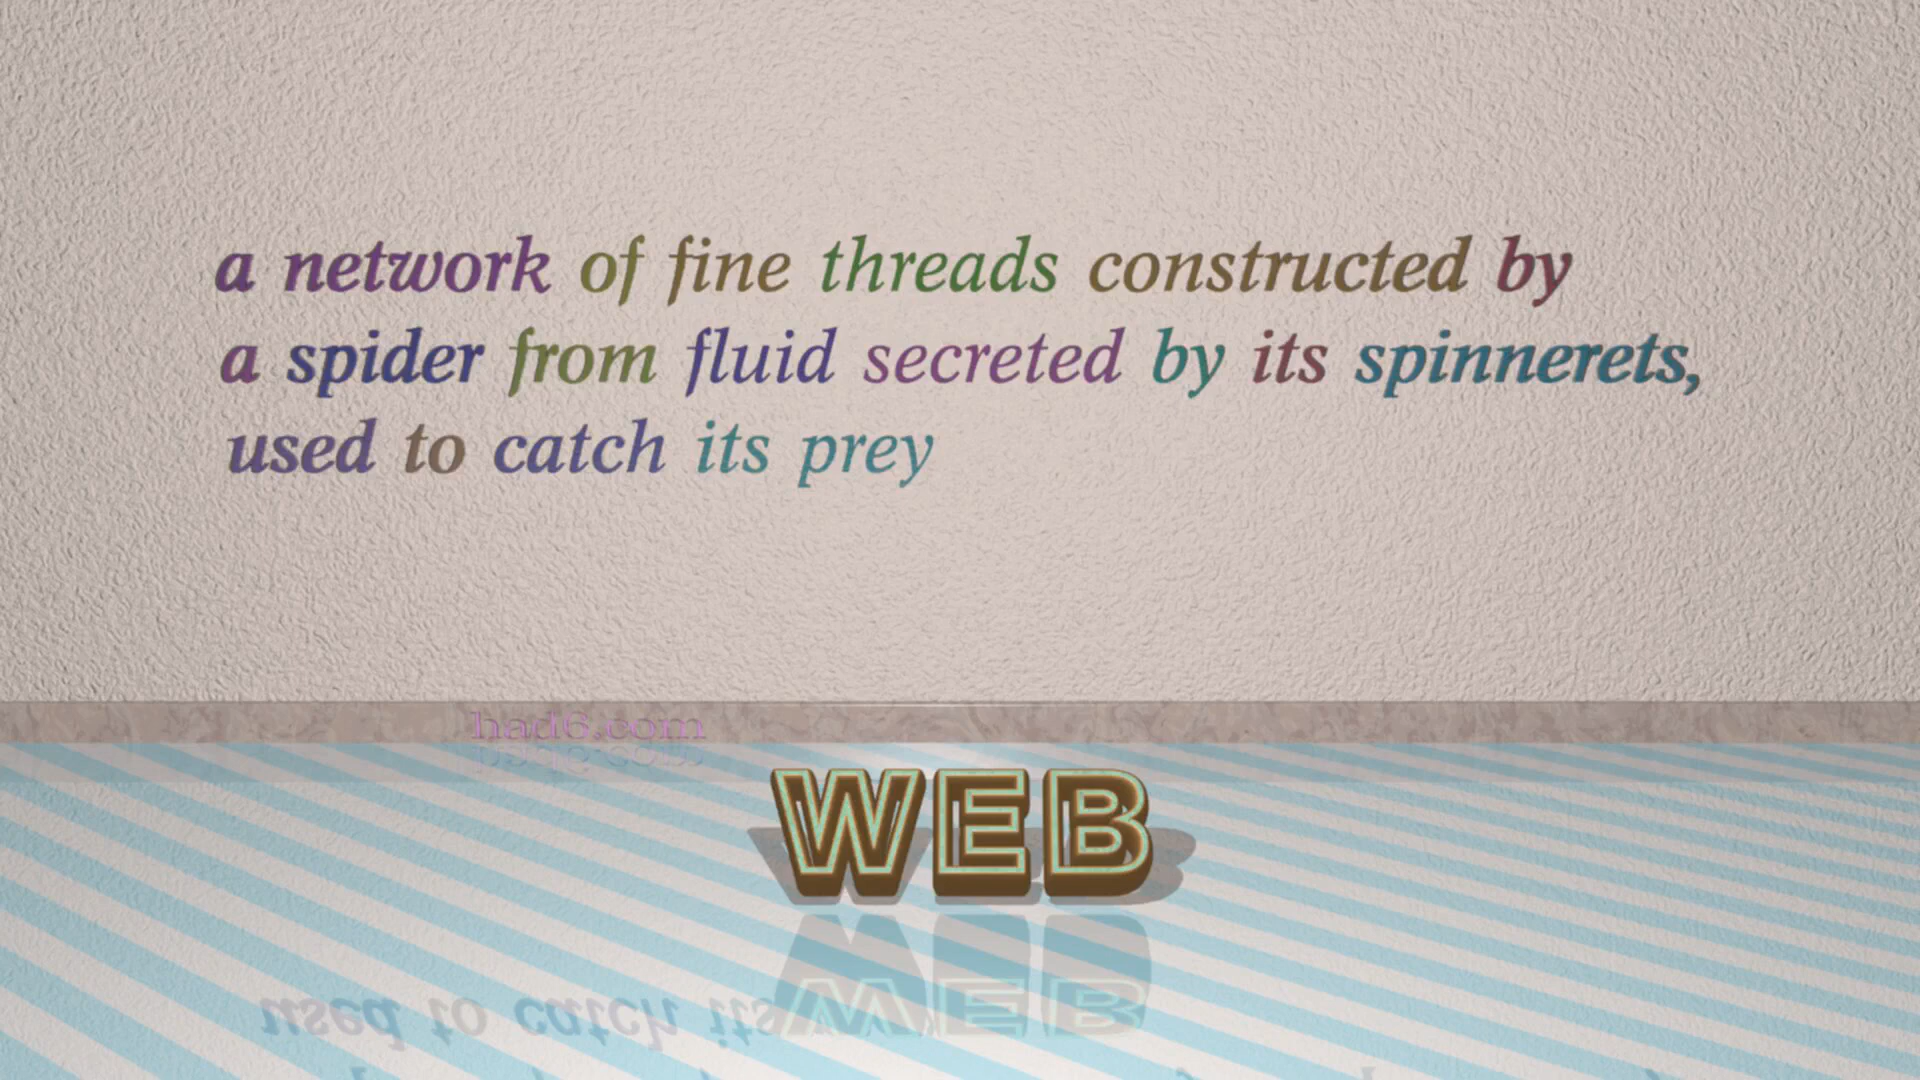 a network of fine threads constructed by
a spider from fluid secreted by its spinnerets,
used to catch its prey
had6.com
WEB